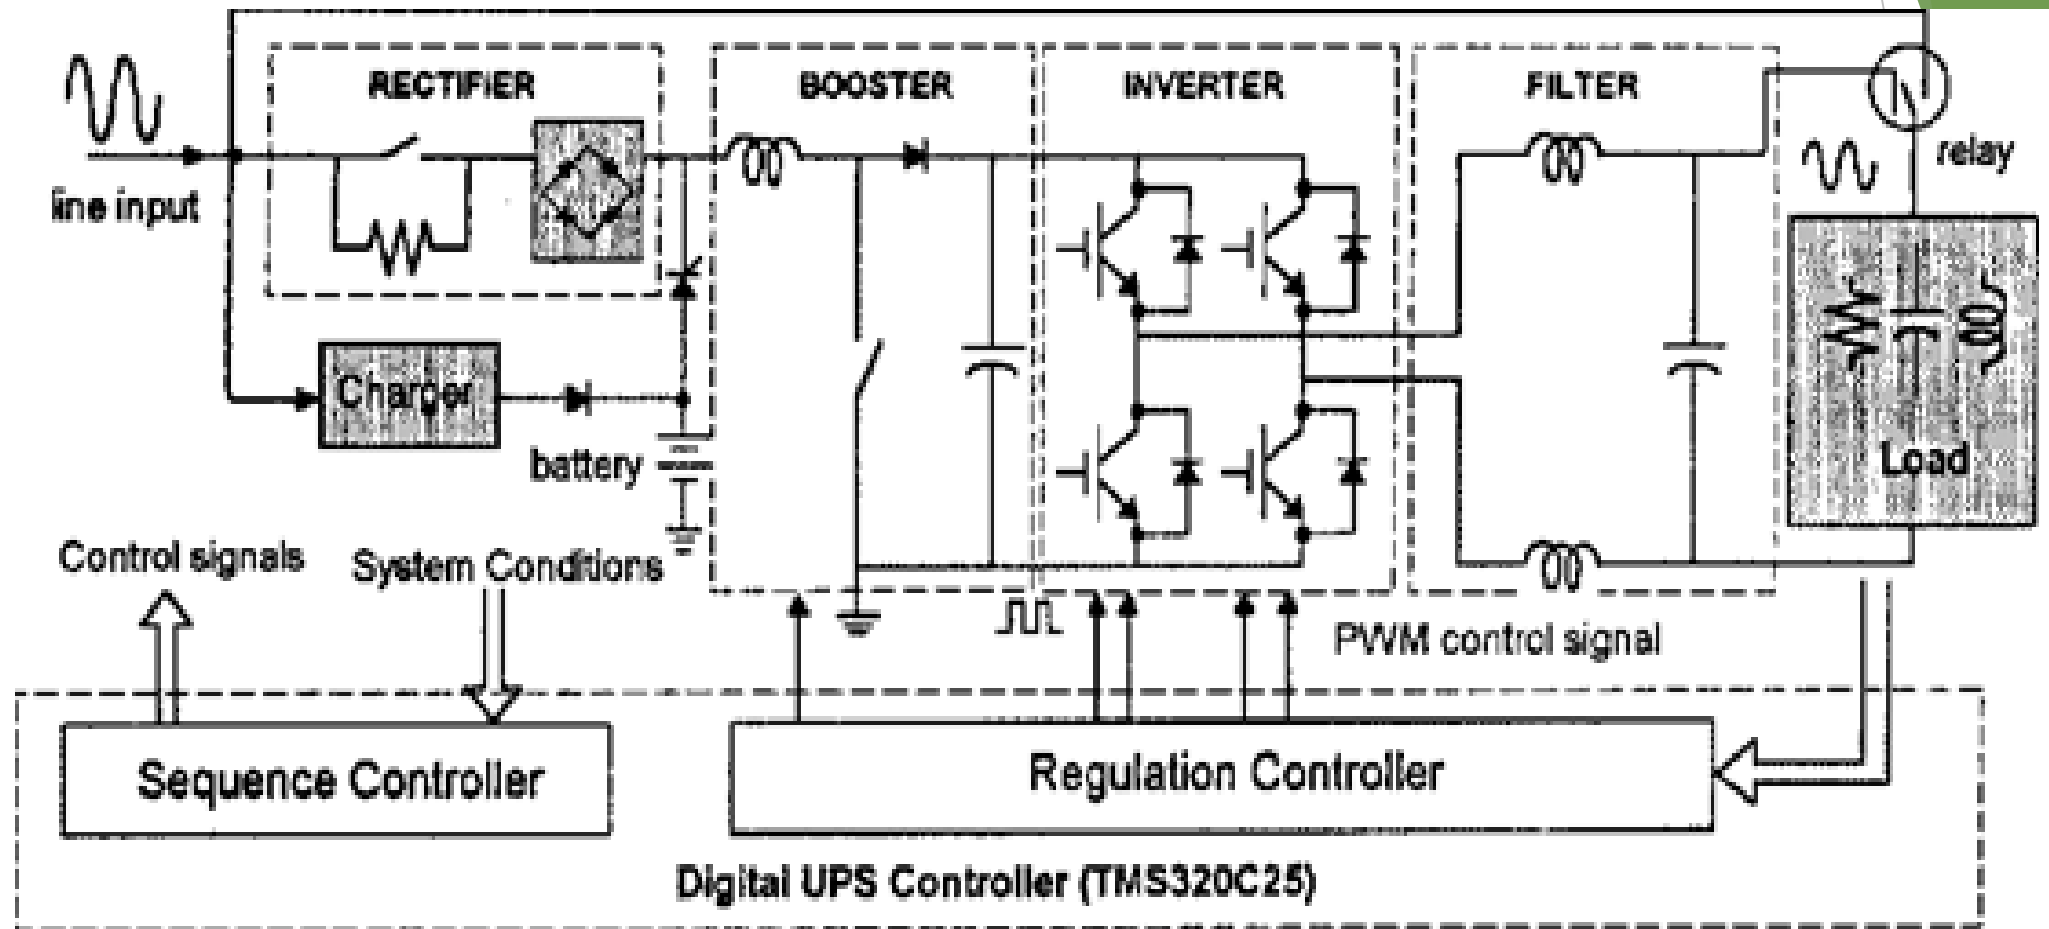 RECTIFIER
BOOSTER
INVERTER
FILTER
line input
relay
Charger
battery
Load
Control signals
System Conditions
PWM control signal
Sequence Controller
Regulation Controller
Digital UPS Controller (TMS320C25)